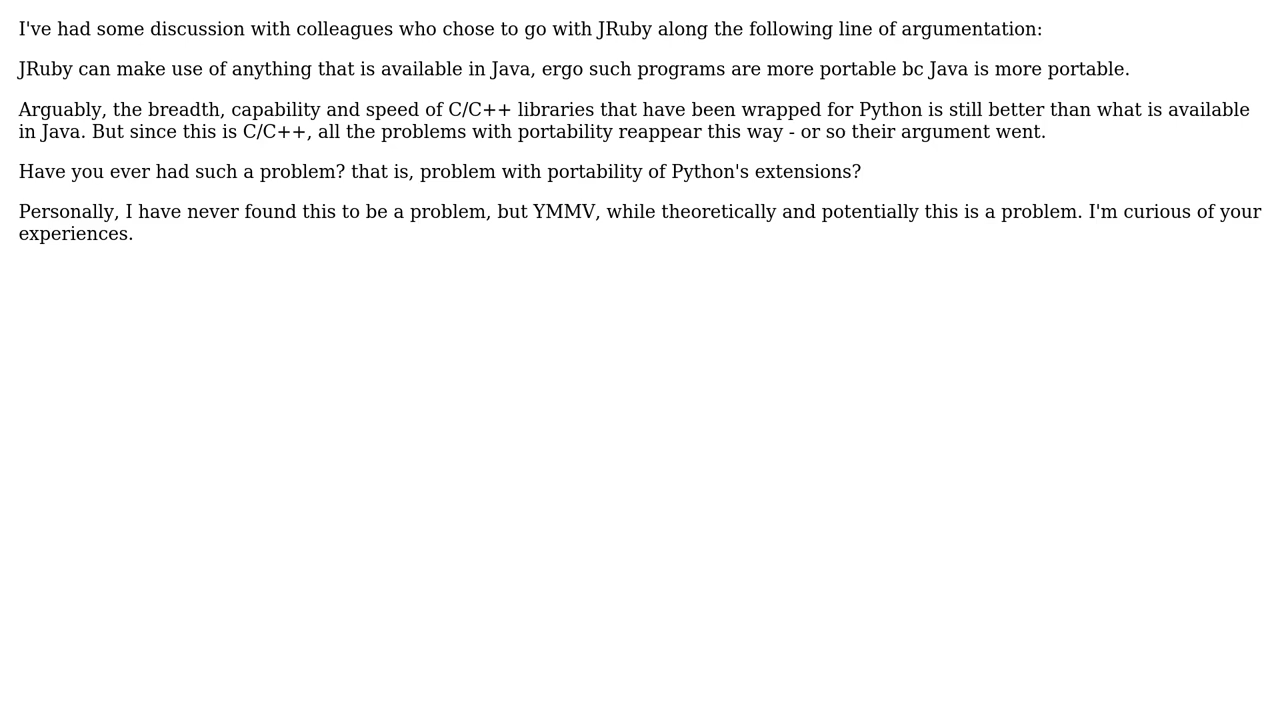 I've had some discussion with colleagues who chose to go with JRuby along the following line of argumentation:
JRuby can make use of anything that is available in Java, ergo such programs are more portable bc Java is more portable.
Arguably, the breadth, capability and speed of C/C++ libraries that have been wrapped for Python is still better than what is available
in Java. But since this is C/C++, all the problems with portability reappear this way - or so their argument went.
Have you ever had such a problem? that is, problem with portability of Python's extensions?
Personally, I have never found this to be a problem, but YMMV, while theoretically and potentially this is a problem. I'm curious of your
experiences.